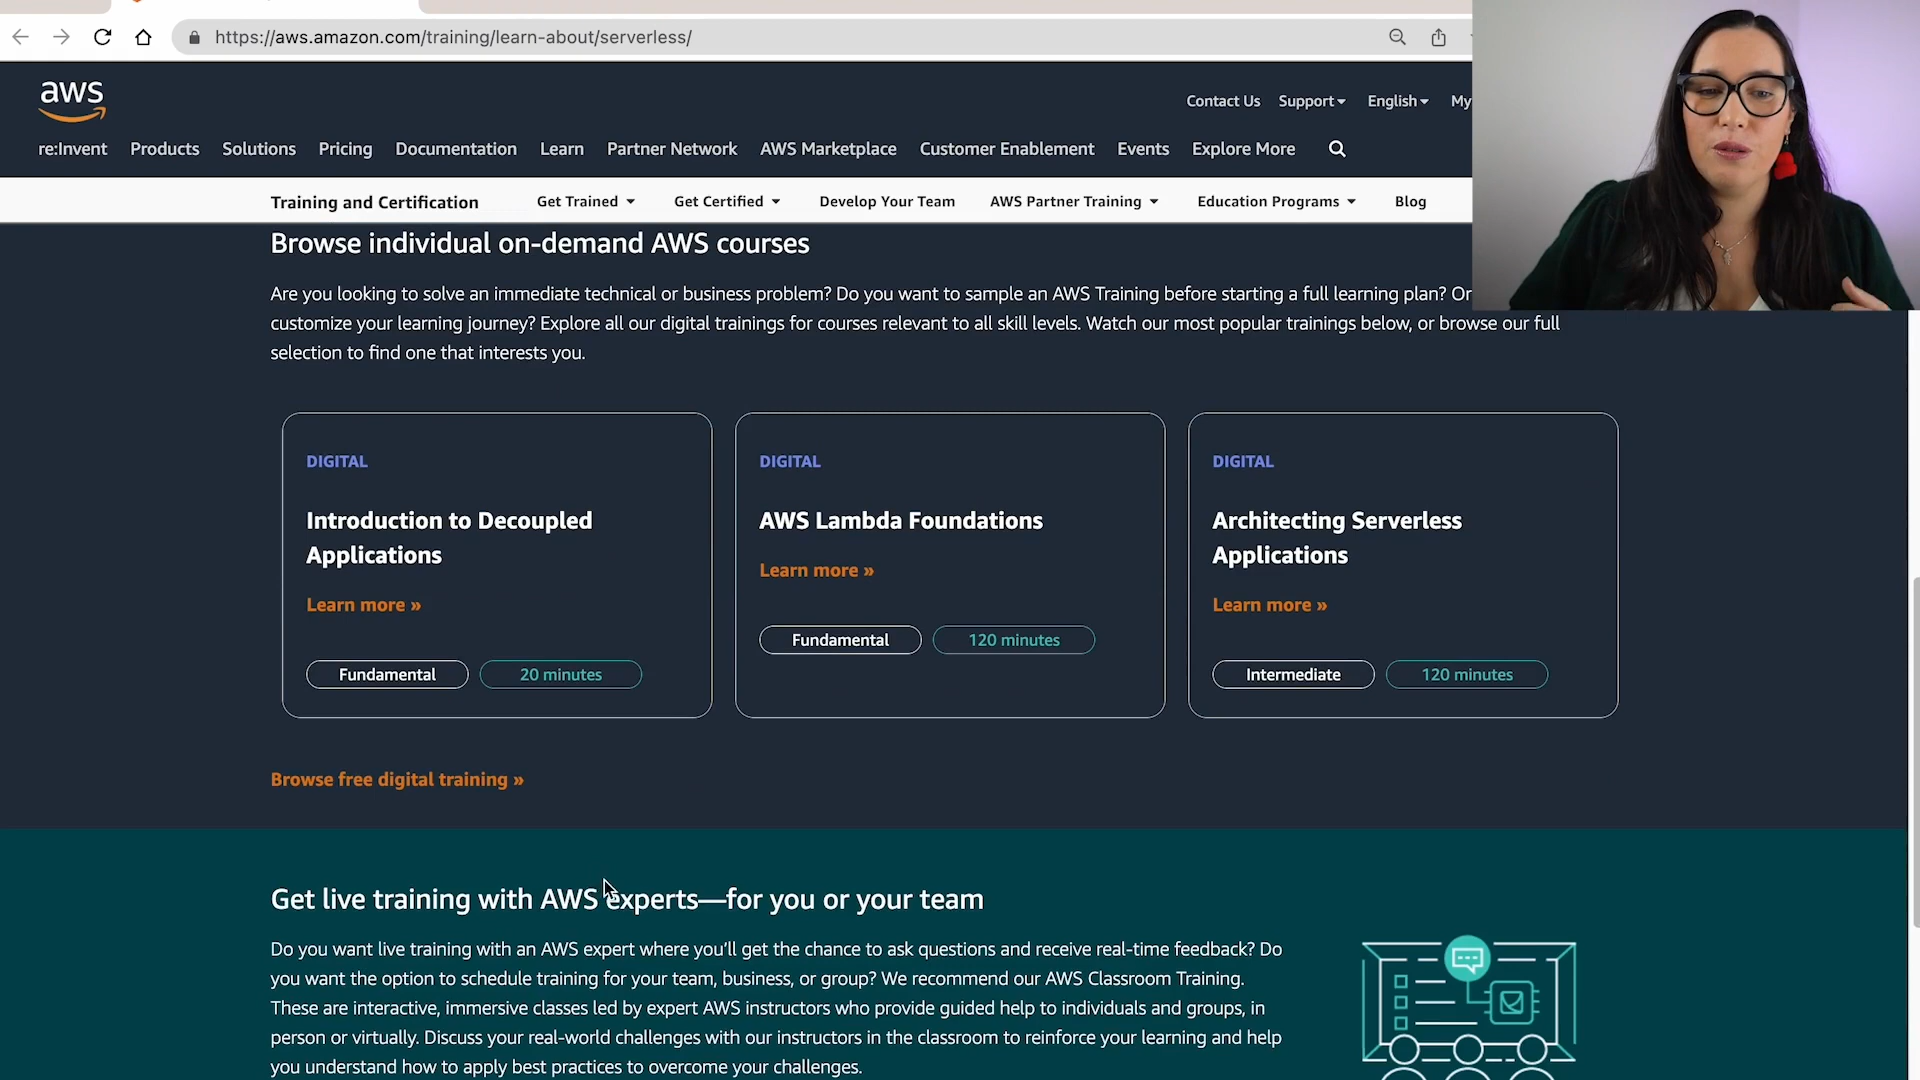 https://aws.amazon.com/training/learn-about/serverless/
aws
Contact Us Support English My
re:Invent Products Solutions Pricing Documentation Learn Partner Network AWS Marketplace Customer Enablement Events Explore More
Training and Certification Get Trained Get Certified Develop Your Team AWS Partner Training Education Programs Blog
Browse individual on-demand AWS courses
Are you looking to solve an immediate technical or business problem? Do you want to sample an AWS Training before starting a full learning plan? Or
customize your learning journey? Explore all our digital trainings for courses relevant to all skill levels. Watch our most popular trainings below, or browse our full
selection to find one that interests you.
DIGITAL
Introduction to Decoupled
Applications
Learn more »
Fundamental 20 minutes
DIGITAL
AWS Lambda Foundations
Learn more »
Fundamental 120 minutes
DIGITAL
Architecting Serverless
Applications
Learn more »
Intermediate 120 minutes
Browse free digital training »
Get live training with AWS experts—for you or your team
Do you want live training with an AWS expert where you'll get the chance to ask questions and receive real-time feedback? Do
you want the option to schedule training for your team, business, or group? We recommend our AWS Classroom Training.
These are interactive, immersive classes led by expert AWS instructors who provide guided help to individuals and groups, in
person or virtually. Discuss your real-world challenges with our instructors in the classroom to reinforce your learning and help
you understand how to apply best practices to overcome your challenges.